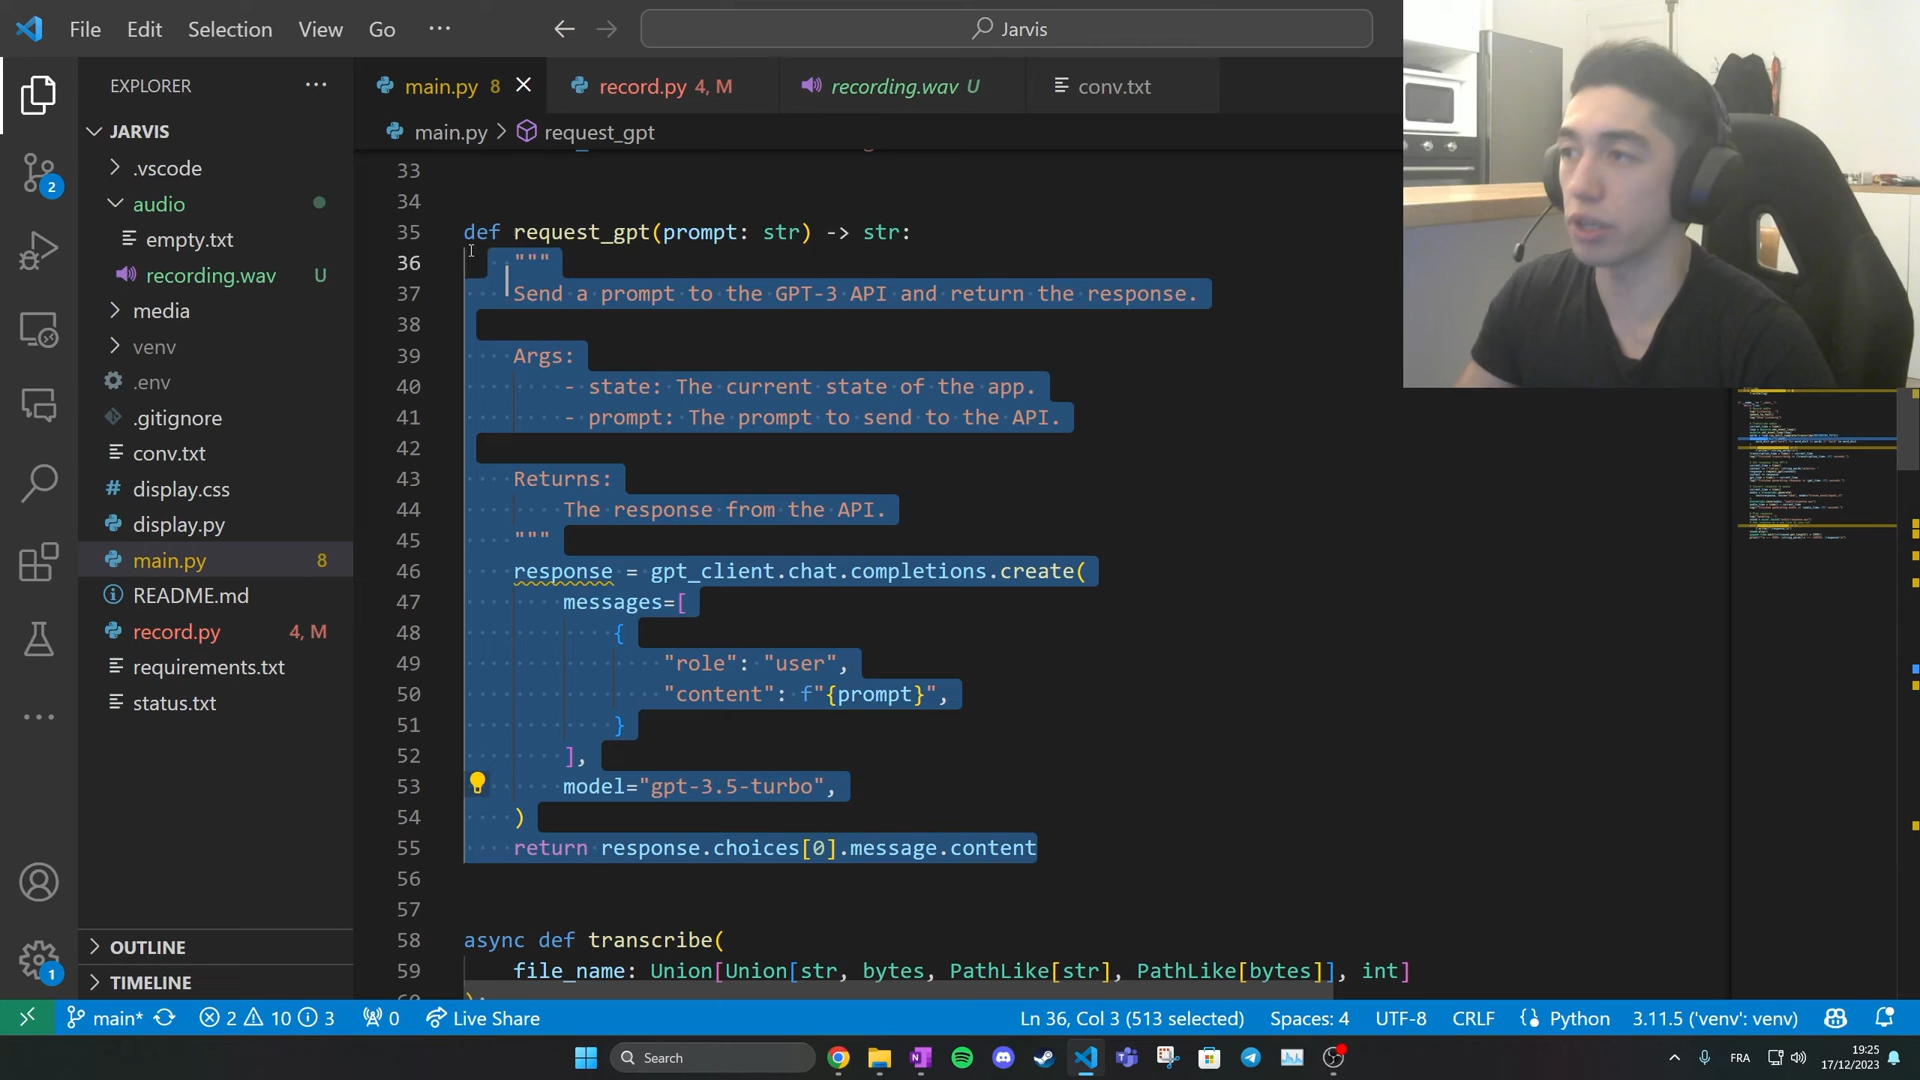 File Edit Selection View Go ···
Jarvis
EXPLORER ···
main.py 8
record.py 4, M
recording.wav U
conv.txt
JARVIS
main.py > request_gpt
.vscode
audio
empty.txt
recording.wav U
media
venv
.env
.gitignore
conv.txt
display.css
display.py
main.py 8
README.md
record.py 4, M
requirements.txt
status.txt
OUTLINE
TIMELINE
2
1
33
34
35 def request_gpt(prompt: str) -> str:
36 """
37 Send a prompt to the GPT-3 API and return the response.
38
39 Args:
40 - state: The current state of the app.
41 - prompt: The prompt to send to the API.
42
43 Returns:
44 The response from the API.
45 """
46 response = gpt_client.chat.completions.create(
47 messages=[
48 {
49 "role": "user",
50 "content": f"{prompt}",
51 }
52 ],
53 model="gpt-3.5-turbo",
54 )
55 return response.choices[0].message.content
56
57
58 async def transcribe(
59 file_name: Union[Union[str, bytes, PathLike[str], PathLike[bytes]], int]
main* 2 10 3 0 Live Share Ln 36, Col 3 (513 selected) Spaces: 4 UTF-8 CRLF Python 3.11.5 ('venv': venv)
Search
FRA
19:25
17/12/2023